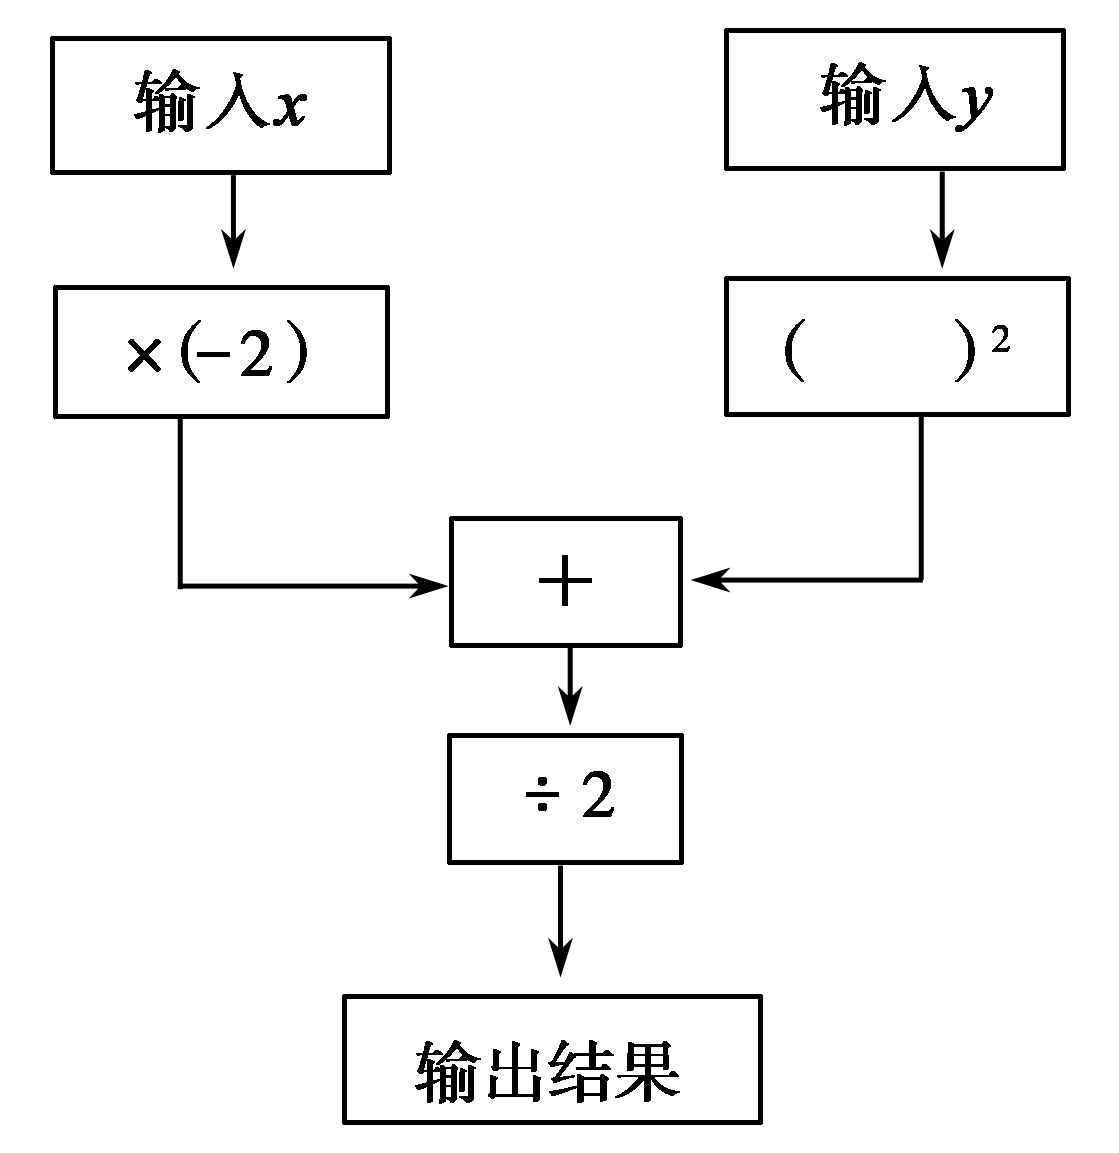 输入x
输入y
×(-2)
( )²
+
÷2
输出结果